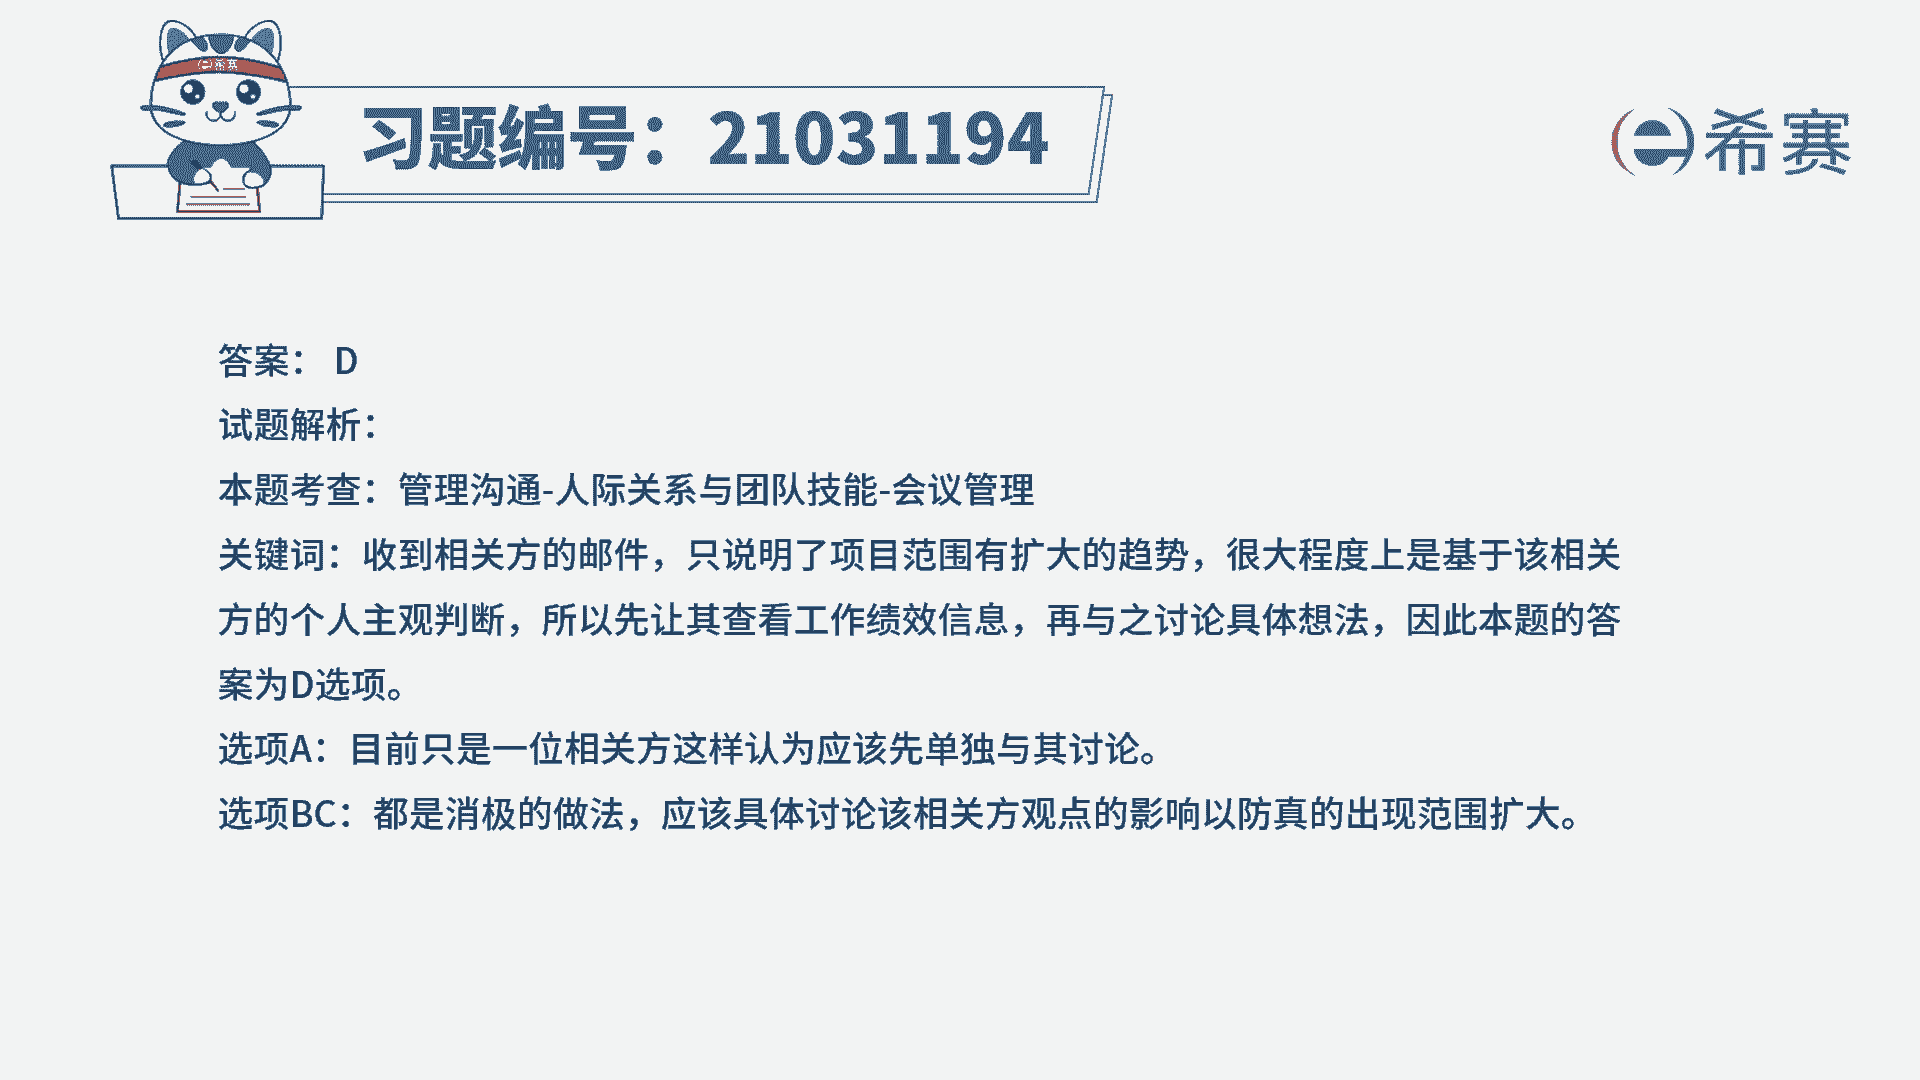 e希赛
习题编号：21031194
e希赛
答案： D
试题解析：
本题考查：管理沟通-人际关系与团队技能-会议管理
关键词：收到相关方的邮件，只说明了项目范围有扩大的趋势，很大程度上是基于该相关
方的个人主观判断，所以先让其查看工作绩效信息，再与之讨论具体想法，因此本题的答
案为D选项。
选项A：目前只是一位相关方这样认为应该先单独与其讨论。
选项BC：都是消极的做法，应该具体讨论该相关方观点的影响以防真的出现范围扩大。